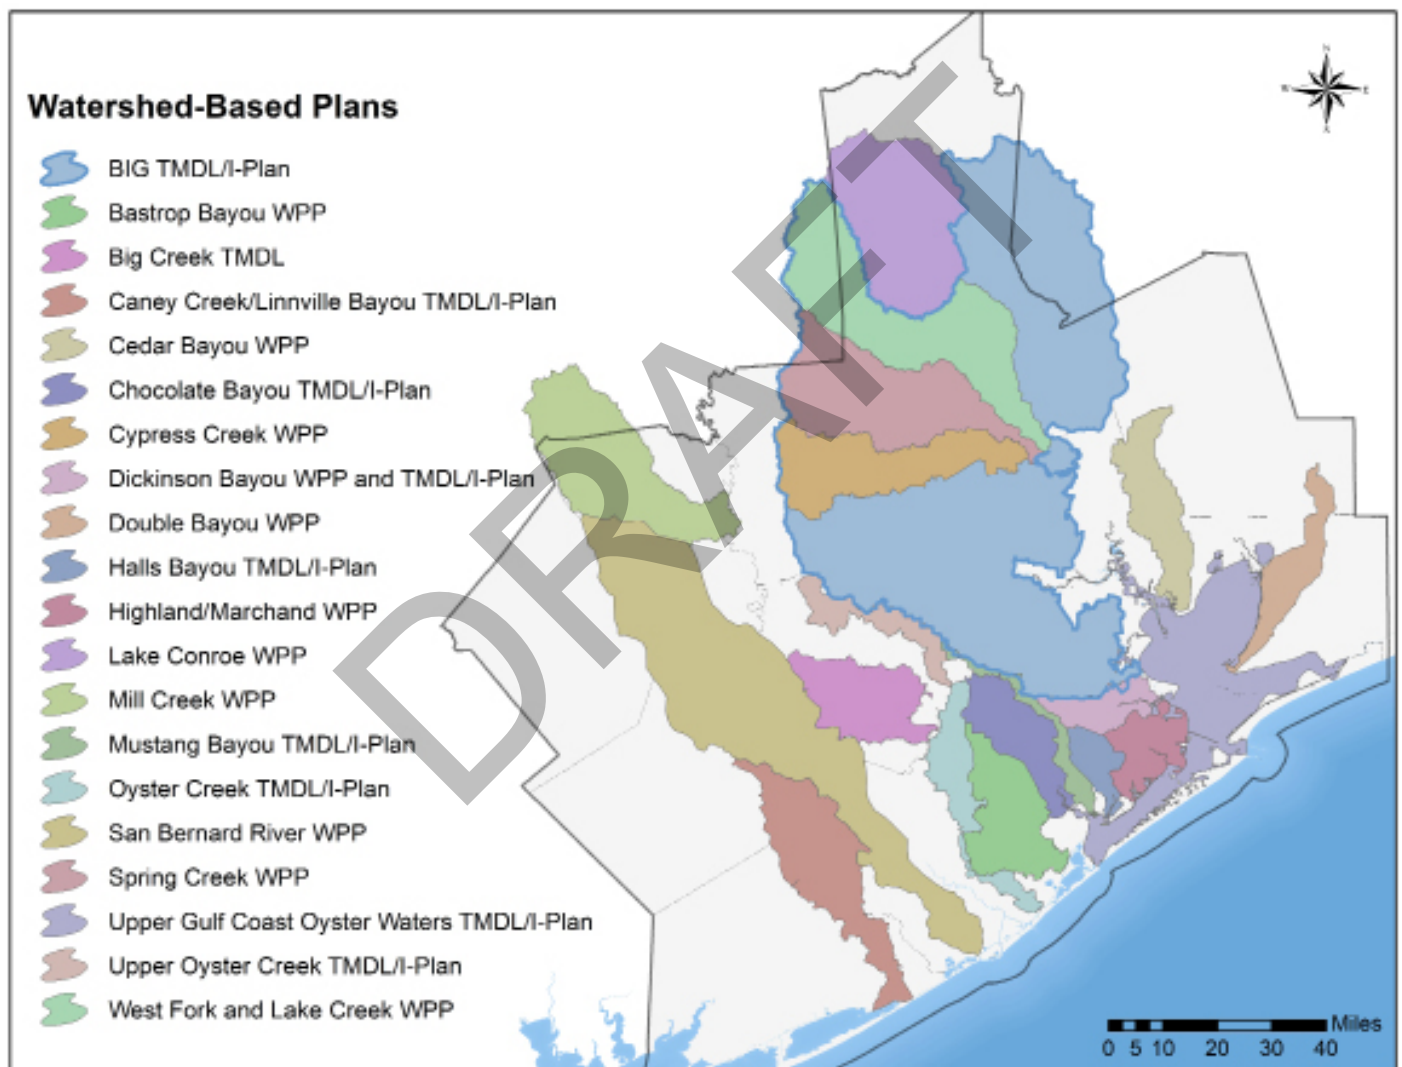 Watershed-Based Plans
BIG TMDL/I-Plan
Bastrop Bayou WPP
Big Creek TMDL
Caney Creek/Linnville Bayou TMDL/I-Plan
Cedar Bayou WPP
Chocolate Bayou TMDL/I-Plan
Cypress Creek WPP
Dickinson Bayou WPP and TMDL/I-Plan
Double Bayou WPP
Halls Bayou TMDL/I-Plan
Highland/Marchand WPP
Lake Conroe WPP
Mill Creek WPP
Mustang Bayou TMDL/I-Plan
Oyster Creek TMDL/I-Plan
San Bernard River WPP
Spring Creek WPP
Upper Gulf Coast Oyster Waters TMDL/I-Plan
Upper Oyster Creek TMDL/I-Plan
West Fork and Lake Creek WPP
DRAFT
N
W E
S
Miles
0 5 10 20 30 40